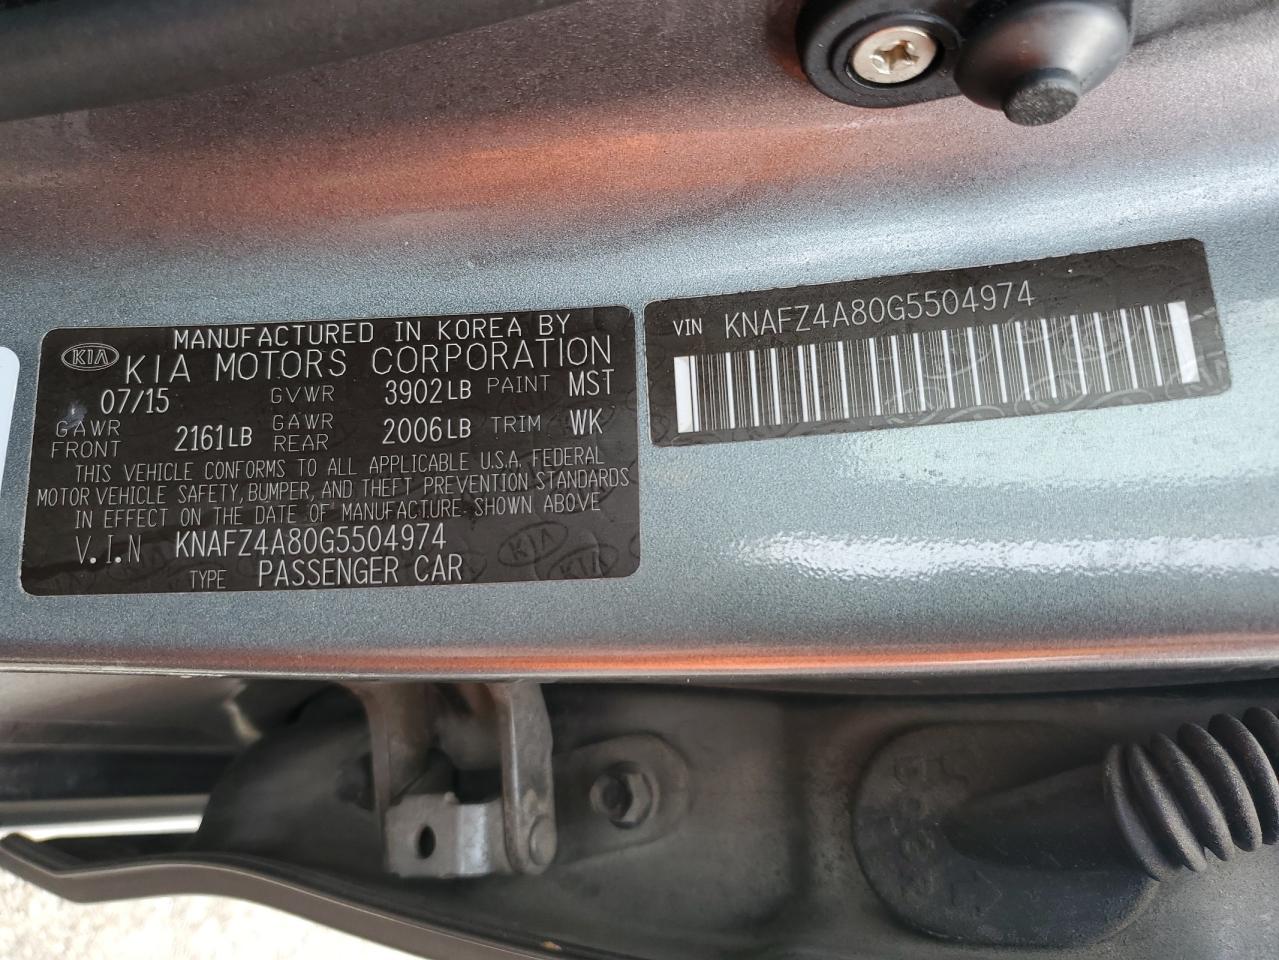 MANUFACTURED IN KOREA BY
KIA KIA MOTORS CORPORATION
07/15 GVWR 3902LB PAINT MST
GAWR FRONT 2161LB GAWR REAR 2006LB TRIM WK
THIS VEHICLE CONFORMS TO ALL APPLICABLE U.S.A. FEDERAL
MOTOR VEHICLE SAFETY, BUMPER, AND THEFT PREVENTION STANDARDS
IN EFFECT ON THE DATE OF MANUFACTURE SHOWN ABOVE
V.I.N KNAFZ4A80G5504974
TYPE PASSENGER CAR
VIN KNAFZ4A80G5504974